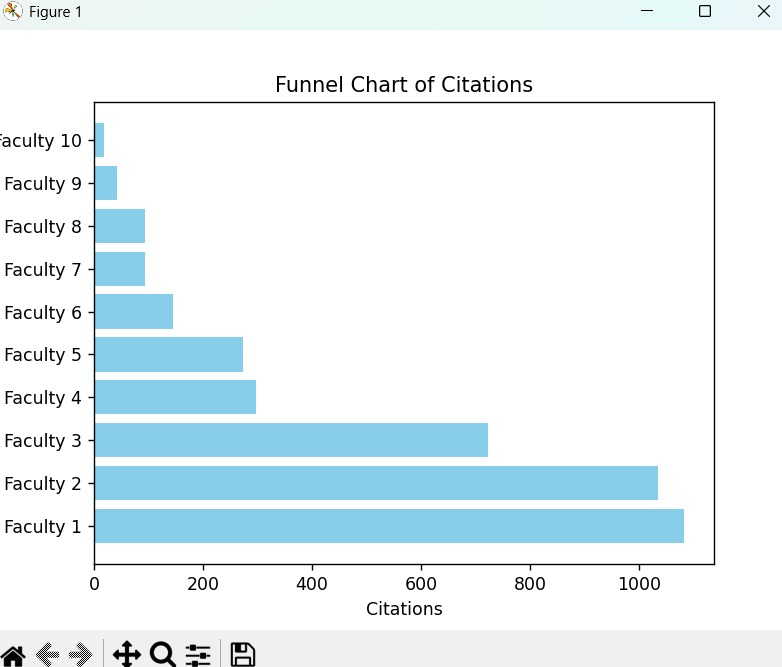 Figure 1
Funnel Chart of Citations
Faculty 10
Faculty 9
Faculty 8
Faculty 7
Faculty 6
Faculty 5
Faculty 4
Faculty 3
Faculty 2
Faculty 1
0 200 400 600 800 1000
Citations